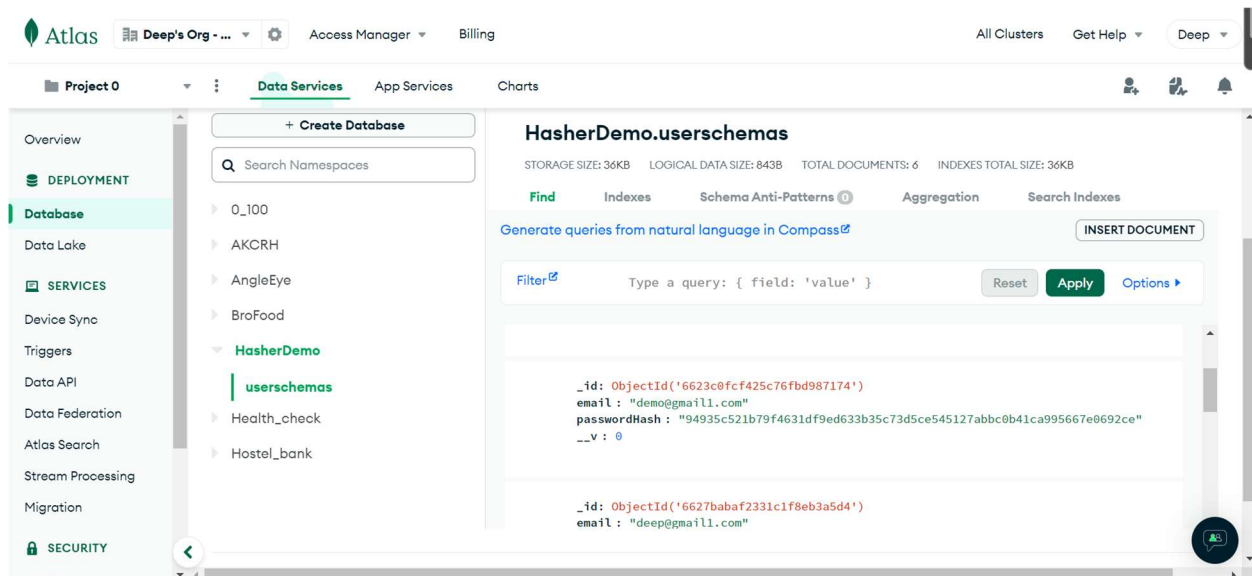 Atlas
Deep's Org - ...
Access Manager
Billing
All Clusters
Get Help
Deep
Project 0
Data Services
App Services
Charts
Overview
DEPLOYMENT
Database
Data Lake
SERVICES
Device Sync
Triggers
Data API
Data Federation
Atlas Search
Stream Processing
Migration
SECURITY
+ Create Database
Search Namespaces
0_100
AKCRH
AngleEye
BroFood
HasherDemo
userschemas
Health_check
Hostel_bank
HasherDemo.userschemas
STORAGE SIZE: 36KB LOGICAL DATA SIZE: 843B TOTAL DOCUMENTS: 6 INDEXES TOTAL SIZE: 36KB
Find Indexes Schema Anti-Patterns 0 Aggregation Search Indexes
Generate queries from natural language in Compass
INSERT DOCUMENT
Filter
Type a query: { field: 'value' }
Reset
Apply
Options
_id: ObjectId('6623c0fcf425c76fbd987174')
email : "demo@gmail1.com"
passwordHash : "94935c521b79f4631df9ed633b35c73d5ce545127abbc0b41ca995667e0692ce"
__v : 0
_id: ObjectId('6627babaf2331c1f8eb3a5d4')
email : "deep@gmail1.com"